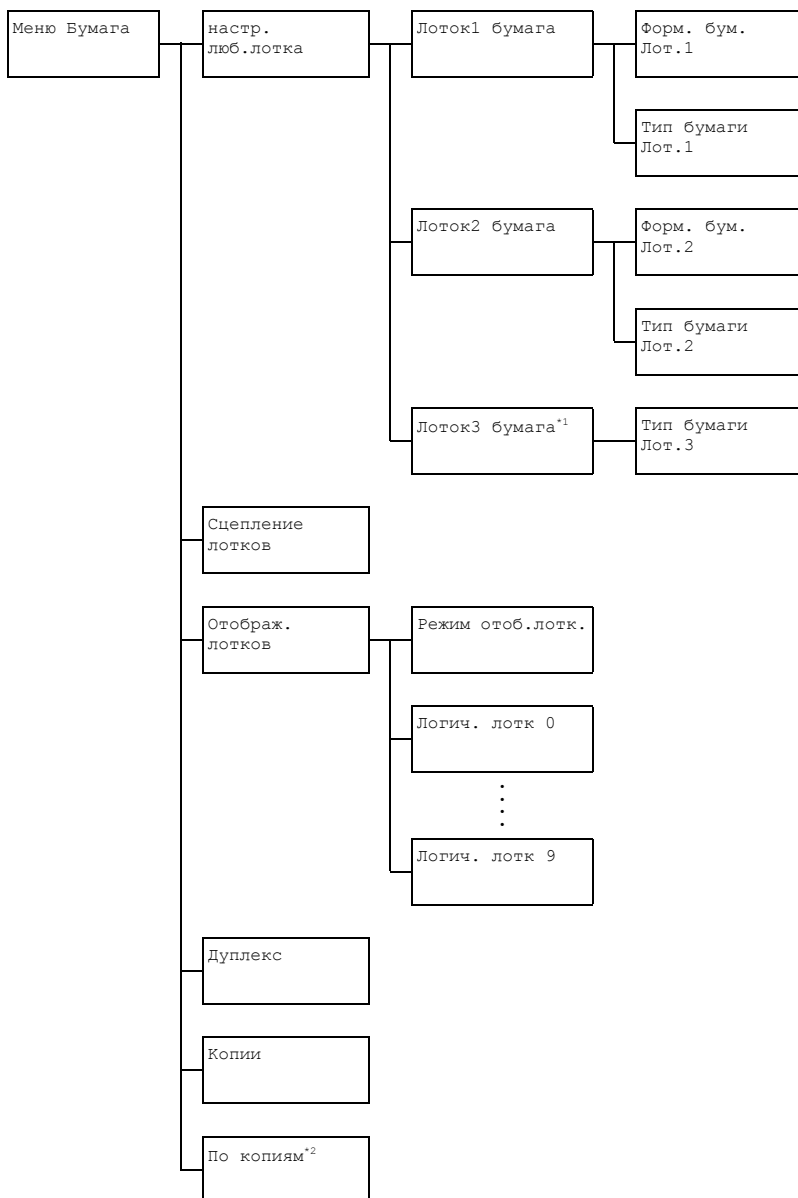 Меню Бумага
настр.
люб.лотка
Лоток1 бумага
Форм. бум.
Лот.1
Тип бумаги
Лот.1
Лоток2 бумага
Форм. бум.
Лот.2
Тип бумаги
Лот.2
Лоток3 бумага*1
Тип бумаги
Лот.3
Сцепление
лотков
Отображ.
лотков
Режим отоб.лотк.
Логич. лотк 0
Логич. лотк 9
Дуплекс
Копии
По копиям*2